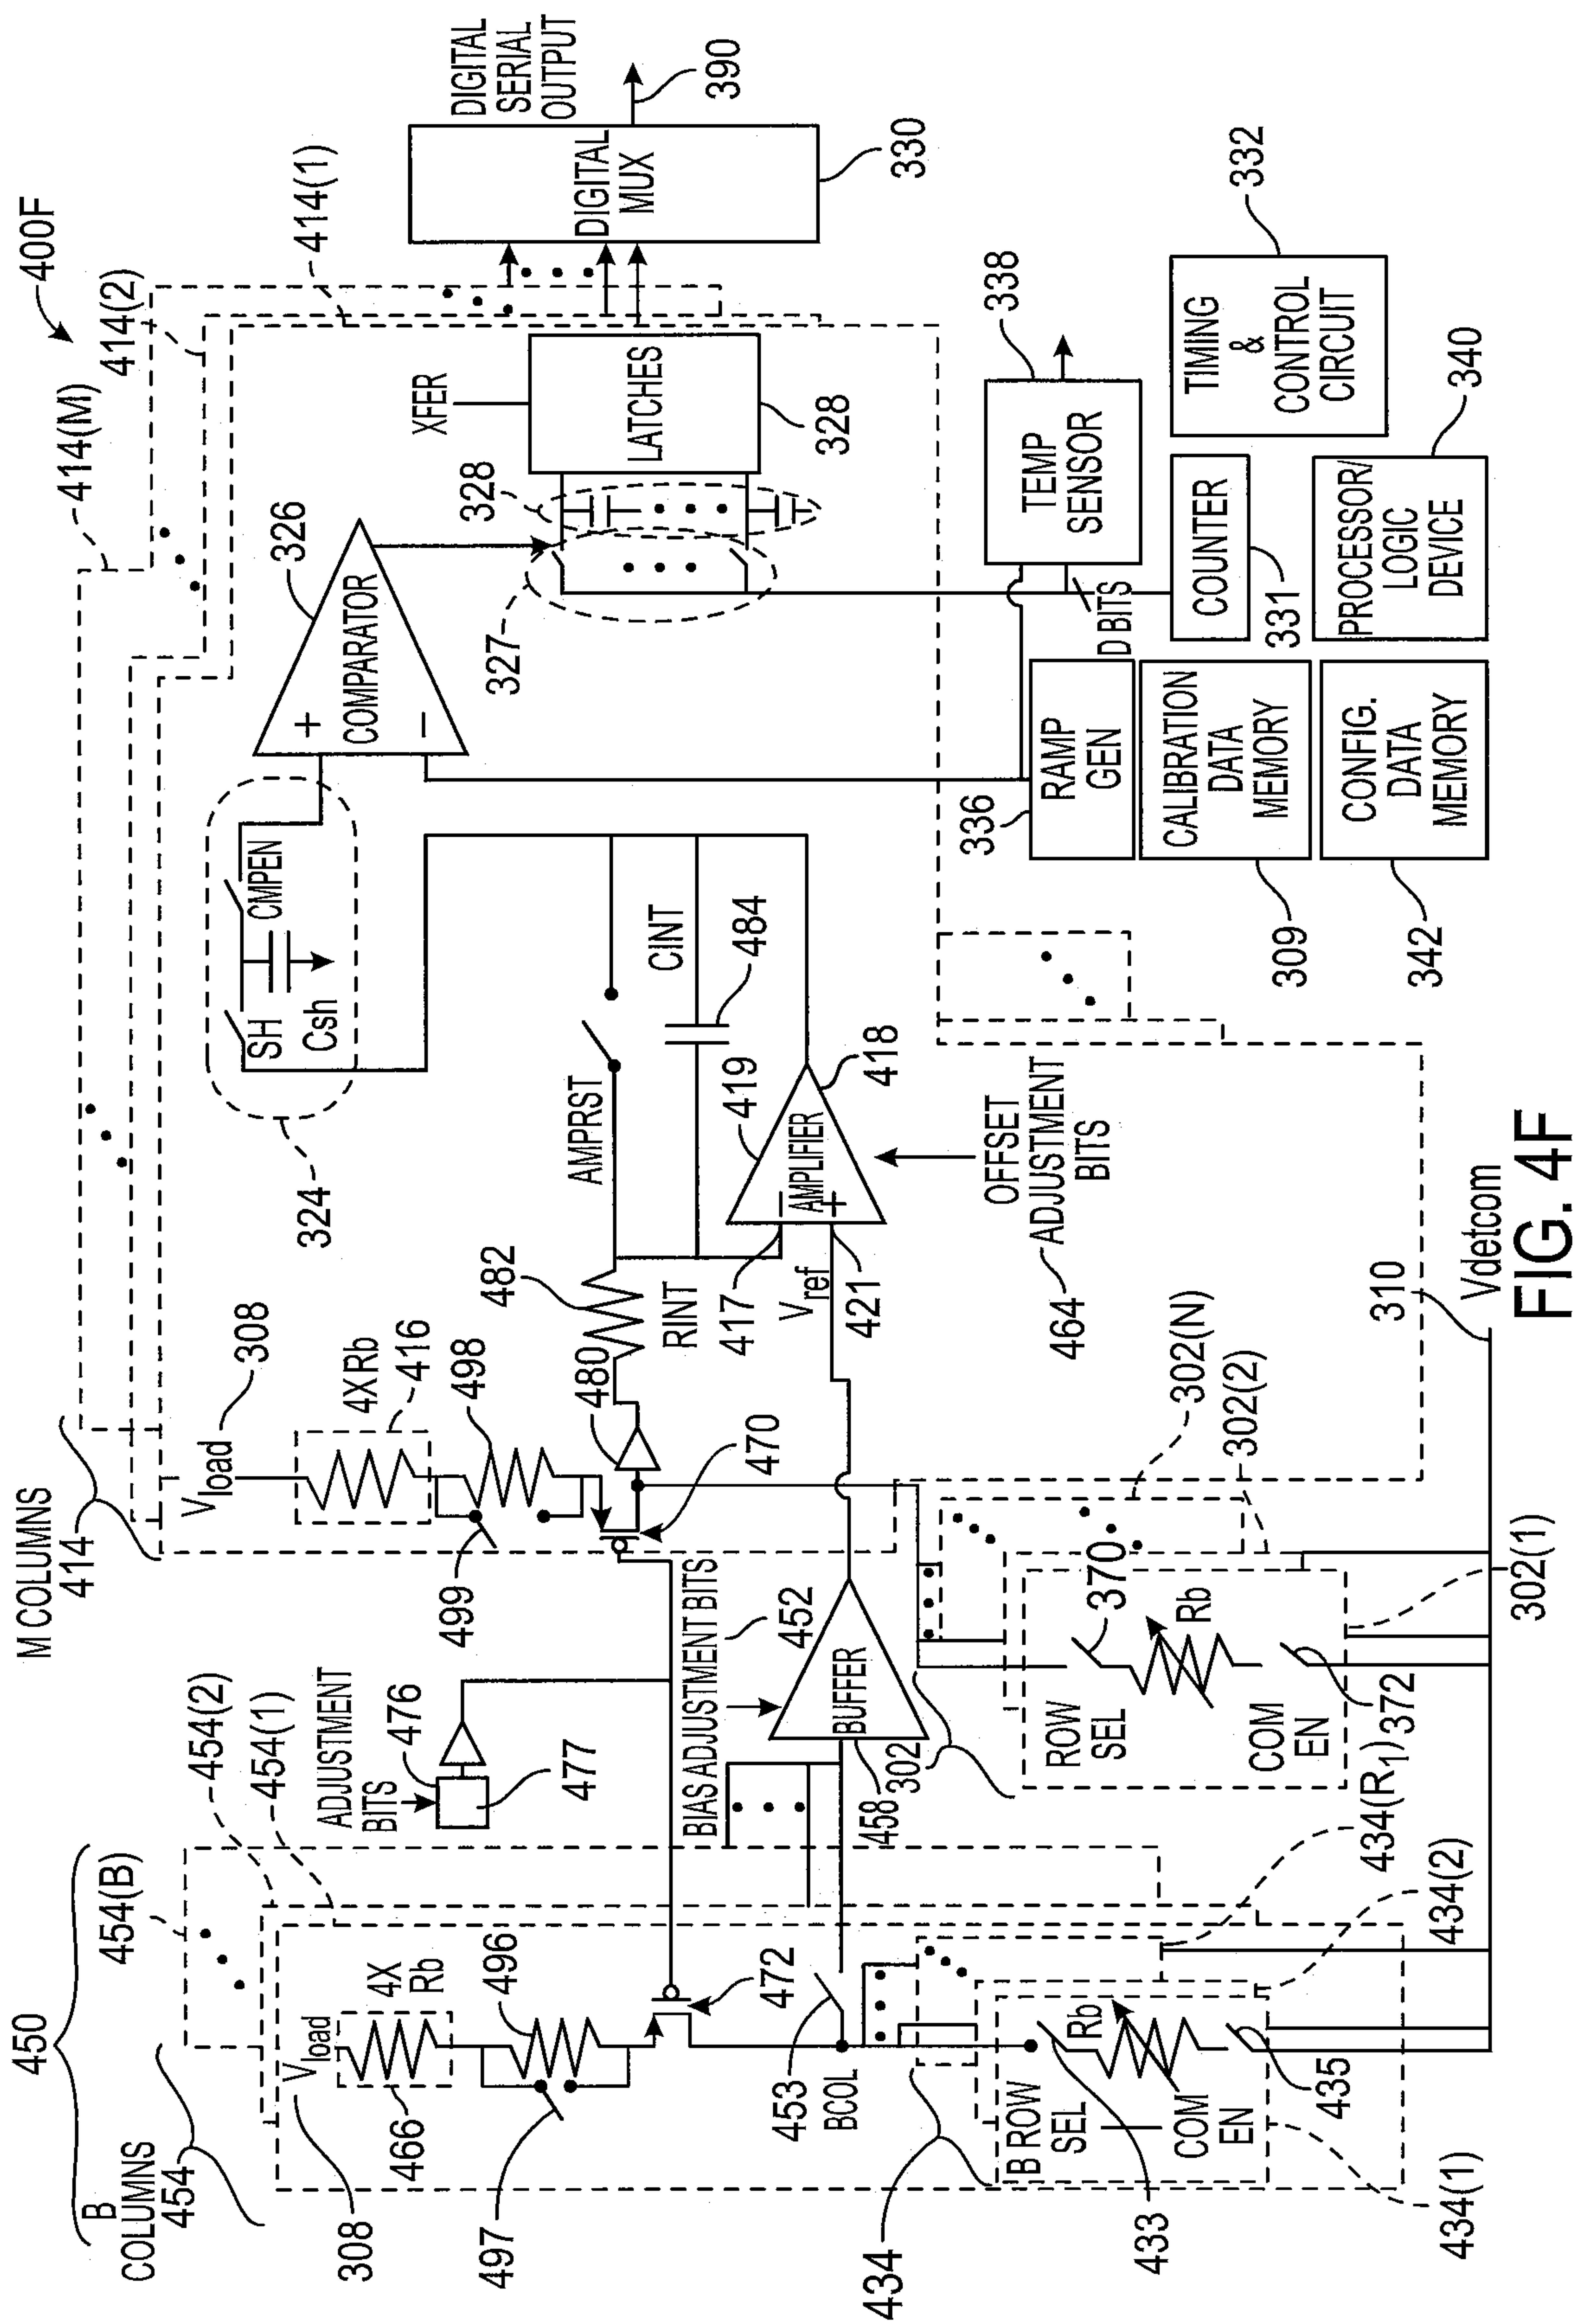 400F
M COLUMNS
414
414(M)
414(2)
414(1)
450
B
COLUMNS
454
454(B)
454(2)
454(1)
308
Vload
4X
Rb
466
496
497
472
453
BCOL
ADJUSTMENT
BITS
476
477
BIAS ADJUSTMENT BITS
452
BUFFER
458
499
Vload
308
4XRb
416
498
470
480
482
RINT
AMPRST
CINT
484
417
Vref
421
419
AMPLIFIER
−
+
418
OFFSET
ADJUSTMENT
BITS
464
324
SH
Csh
CMPEN
326
COMPARATOR
+
−
327
328
XFER
LATCHES
328
DIGITAL
MUX
330
DIGITAL
SERIAL
OUTPUT
390
434
B ROW
SEL
Rb
COM
EN
433
435
434(1)
434(2)
434(R1)
302
ROW
SEL
370
Rb
COM
EN
372
302(1)
302(2)
302(N)
310
Vdetcom
336
RAMP
GEN
D BITS
TEMP
SENSOR
338
CALIBRATION
DATA
MEMORY
309
COUNTER
331
TIMING
&
CONTROL
CIRCUIT
332
CONFIG.
DATA
MEMORY
342
PROCESSOR/
LOGIC
DEVICE
340
FIG. 4F